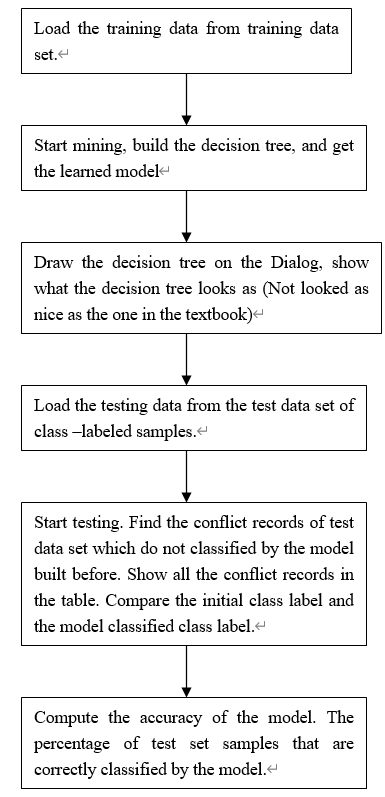 Load the training data from training data
set.↵
Start mining, build the decision tree, and get
the learned model↵
Draw the decision tree on the Dialog, show
what the decision tree looks as (Not looked as
nice as the one in the textbook)↵
Load the testing data from the test data set of
class –labeled samples.↵
Start testing. Find the conflict records of test
data set which do not classified by the model
built before. Show all the conflict records in
the table. Compare the initial class label and
the model classified class label.↵
Compute the accuracy of the model. The
percentage of test set samples that are
correctly classified by the model.↵